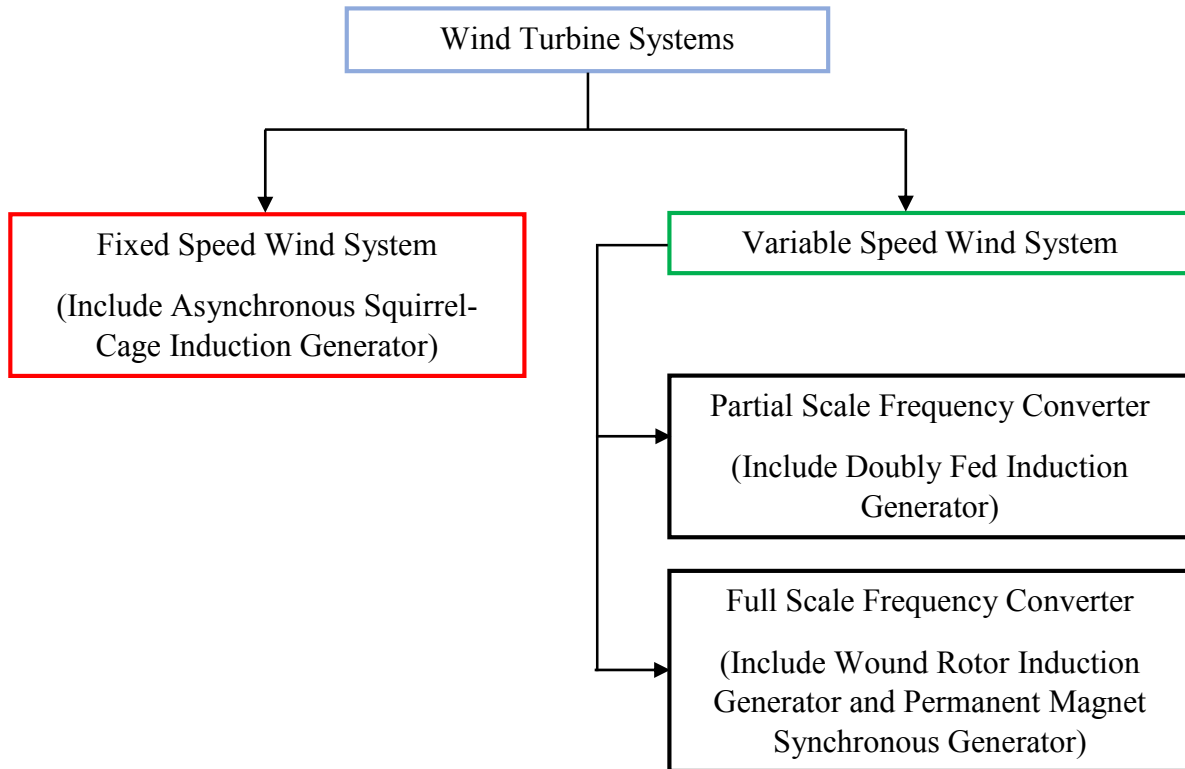 Wind Turbine Systems
Fixed Speed Wind System
(Include Asynchronous Squirrel-
Cage Induction Generator)
Variable Speed Wind System
Partial Scale Frequency Converter
(Include Doubly Fed Induction
Generator)
Full Scale Frequency Converter
(Include Wound Rotor Induction
Generator and Permanent Magnet
Synchronous Generator)